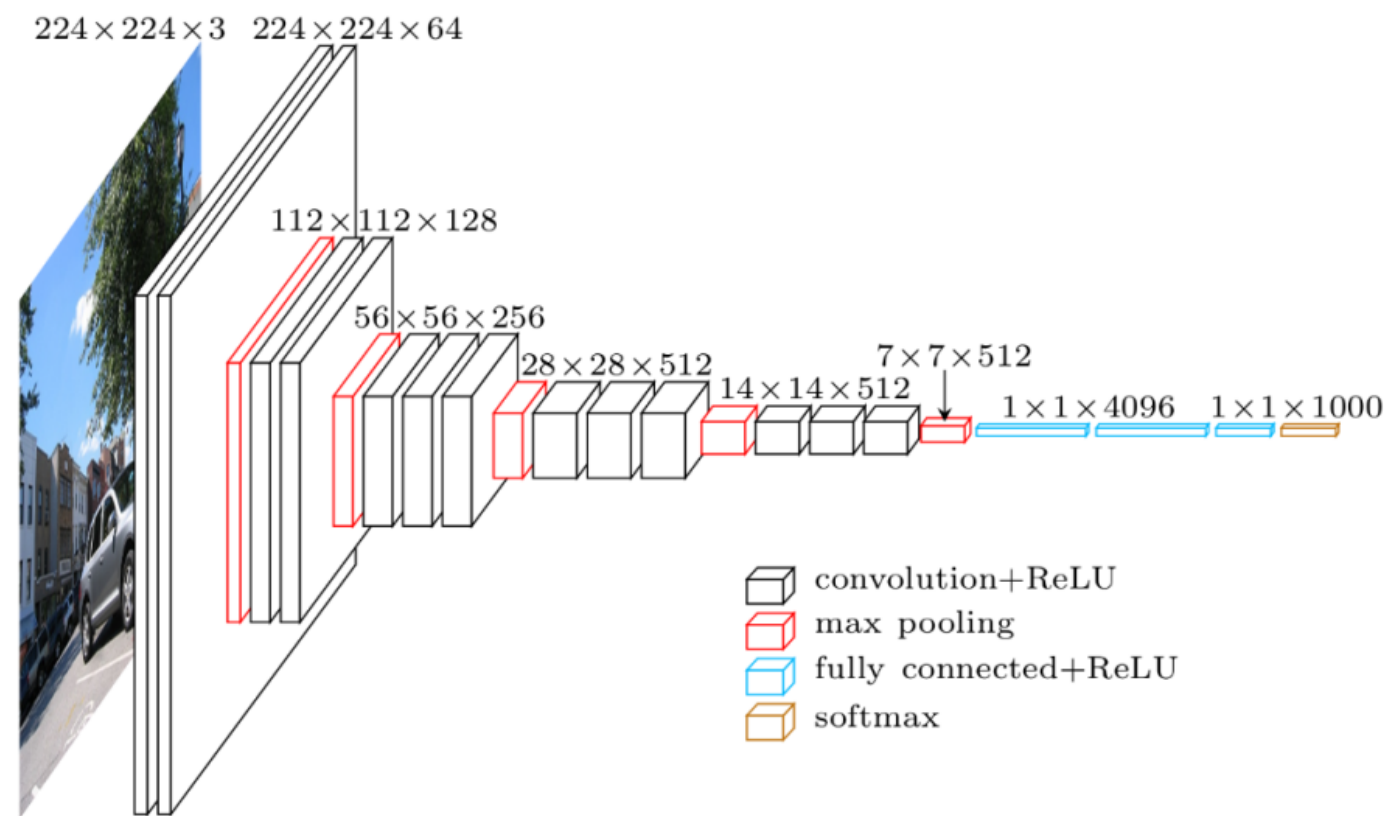 224×224×3
224×224×64
112×112×128
56×56×256
28×28×512
14×14×512
7×7×512
1×1×4096
1×1×1000
convolution+ReLU
max pooling
fully connected+ReLU
softmax